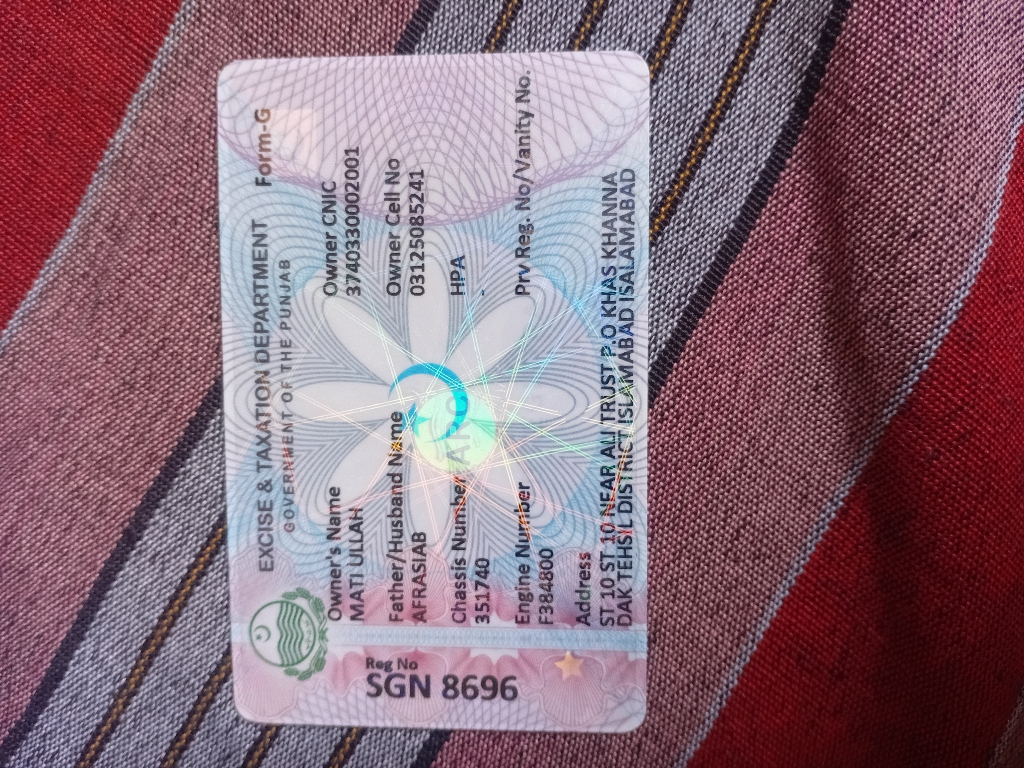 EXCISE & TAXATION DEPARTMENT Form-G
GOVERNMENT OF THE PUNJAB
Owner's Name Owner CNIC
MATI ULLAH 3740330002001
Father/Husband Name Owner Cell No
AFRASIAB 03125085241
Chassis Number HPA
351740 -
Engine Number Prv Reg. No/Vanity No.
F384800
Address
ST 10 ST 10 NEAR ALI TRUST P.O KHAS KHANNA
DAK TEHSIL DISTRICT ISLAMABAD ISALAMABAD
Reg No
SGN 8696